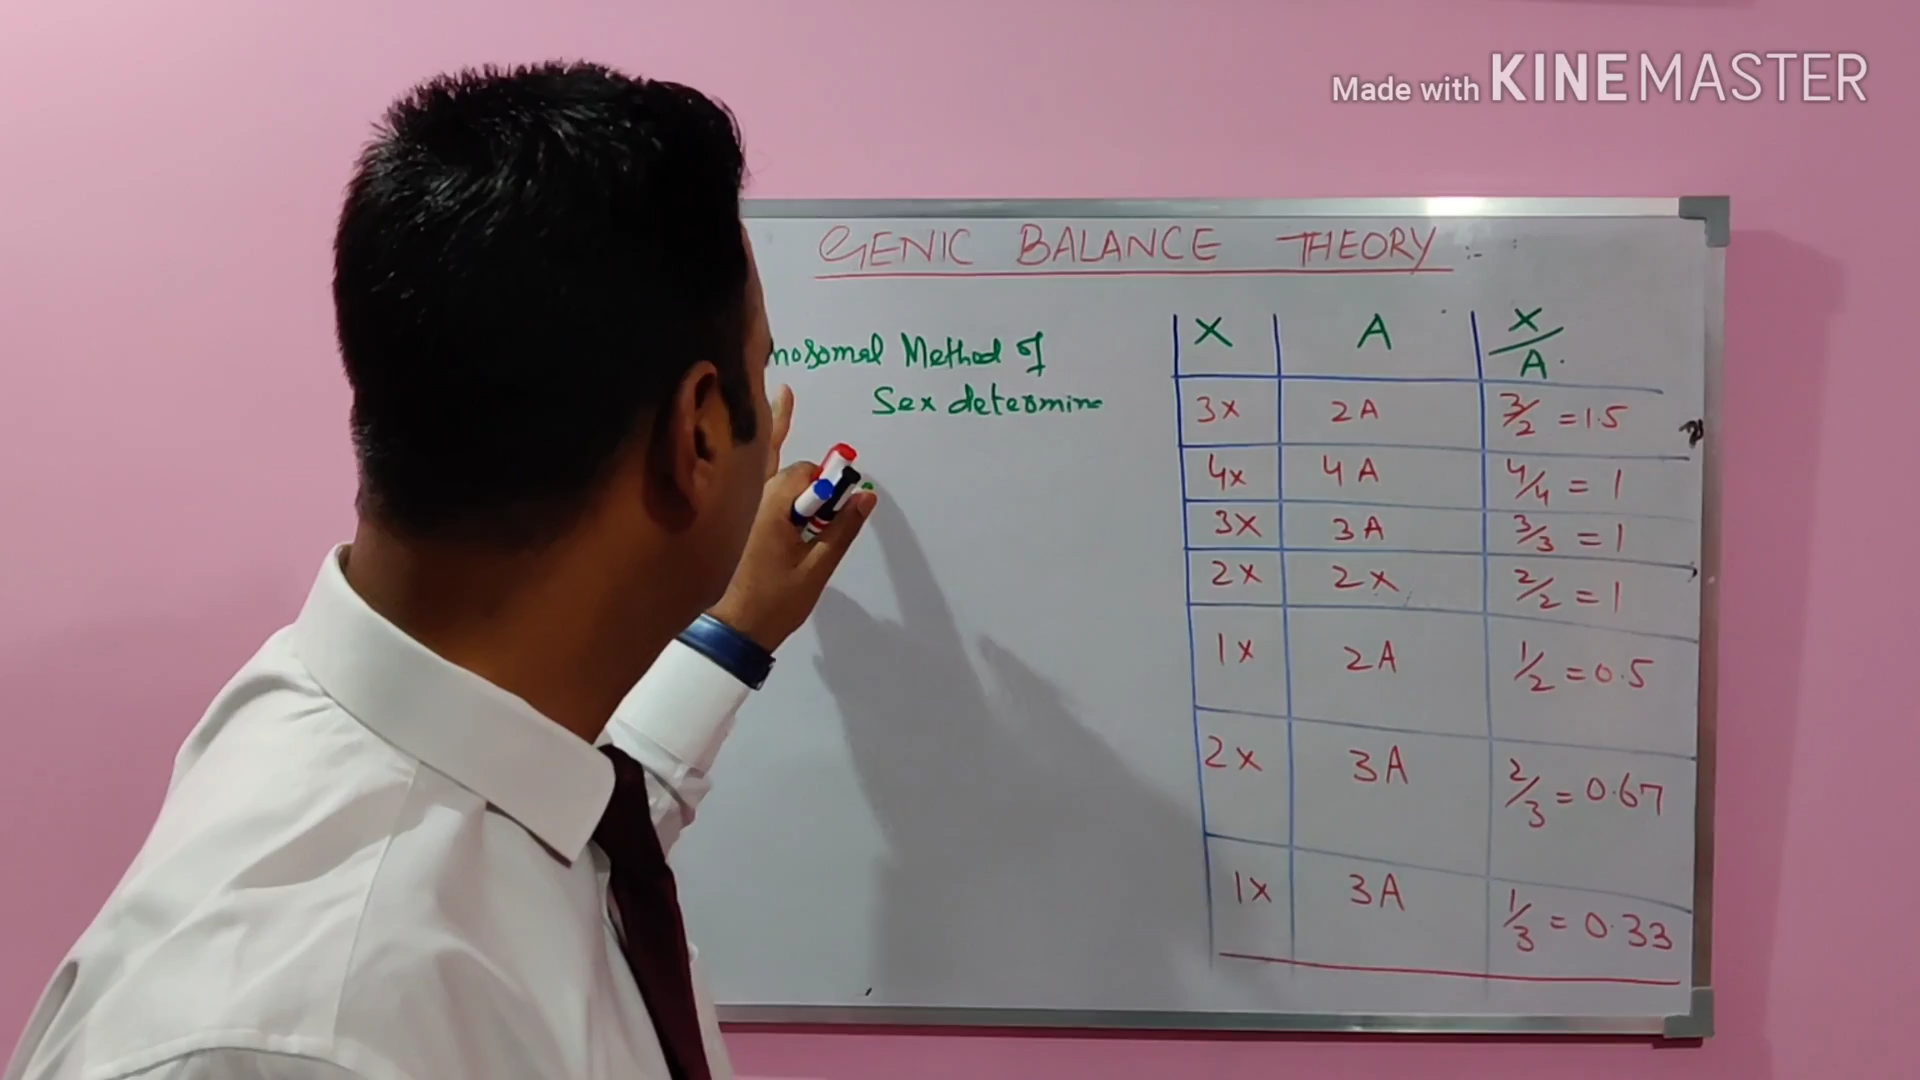 Made with KINEMASTER
GENIC BALANCE THEORY :-
nosomal Method of
Sex determine
X A X/A
3X 2A 3/2 = 1.5
4X 4A 4/4 = 1
3X 3A 3/3 = 1
2X 2X 2/2 = 1
1X 2A 1/2 = 0.5
2X 3A 2/3 = 0.67
1X 3A 1/3 = 0.33